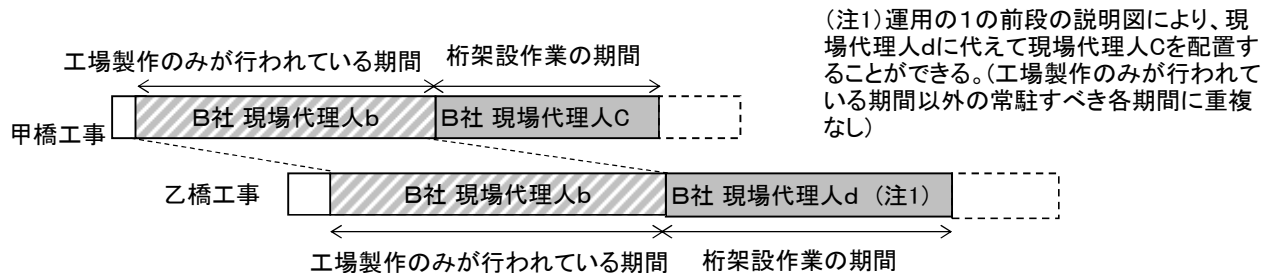 (注1)運用の1の前段の説明図により、現
場代理人dに代えて現場代理人Cを配置す
ることができる。(工場製作のみが行われて
いる期間以外の常駐すべき各期間に重複
なし)
工場製作のみが行われている期間 桁架設作業の期間
甲橋工事 B社 現場代理人b B社 現場代理人C
乙橋工事 B社 現場代理人b B社 現場代理人d (注1)
工場製作のみが行われている期間 桁架設作業の期間